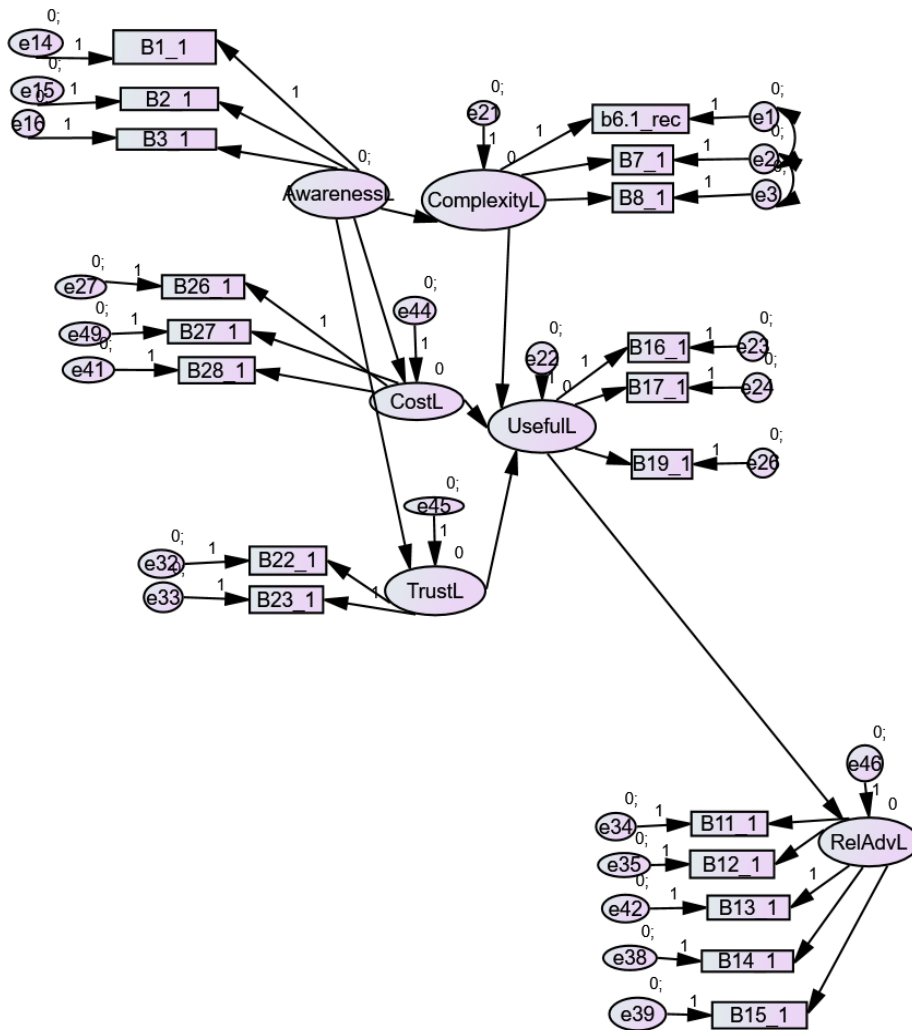 0;
e14
1
B1_1
0;
e15
1
B2_1
0;
e16
1
B3_1
1
0;
AwarenessL
0;
e21
1
0
ComplexityL
1
b6.1_rec
1
e1
0;
B7_1
1
e2
0;
B8_1
1
e3
0;
0;
e27
1
B26_1
0;
e49
1
B27_1
0;
e41
1
B28_1
1
0;
e44
1
0
CostL
0;
e22
1
0
UsefulL
1
B16_1
1
e23
0;
B17_1
1
e24
0;
B19_1
1
e26
0;
0;
e45
1
0
TrustL
0;
e32
1
B22_1
0;
e33
1
B23_1
1
0;
e46
1
0
RelAdvL
0;
e34
1
B11_1
0;
e35
1
B12_1
0;
e42
1
B13_1
1
0;
e38
1
B14_1
0;
e39
1
B15_1